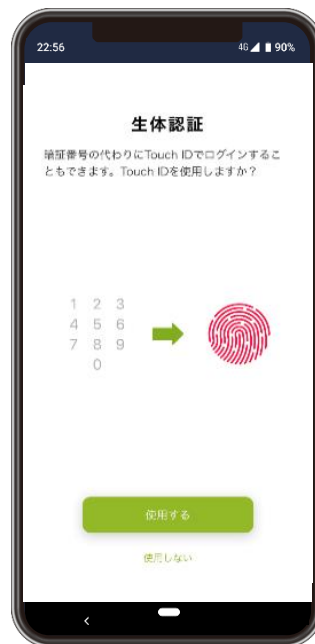 22:56 4G 90%
生体認証
暗証番号の代わりにTouch IDでログインするこ
ともできます。Touch IDを使用しますか？
1 2 3
4 5 6
7 8 9
0
使用する
使用しない